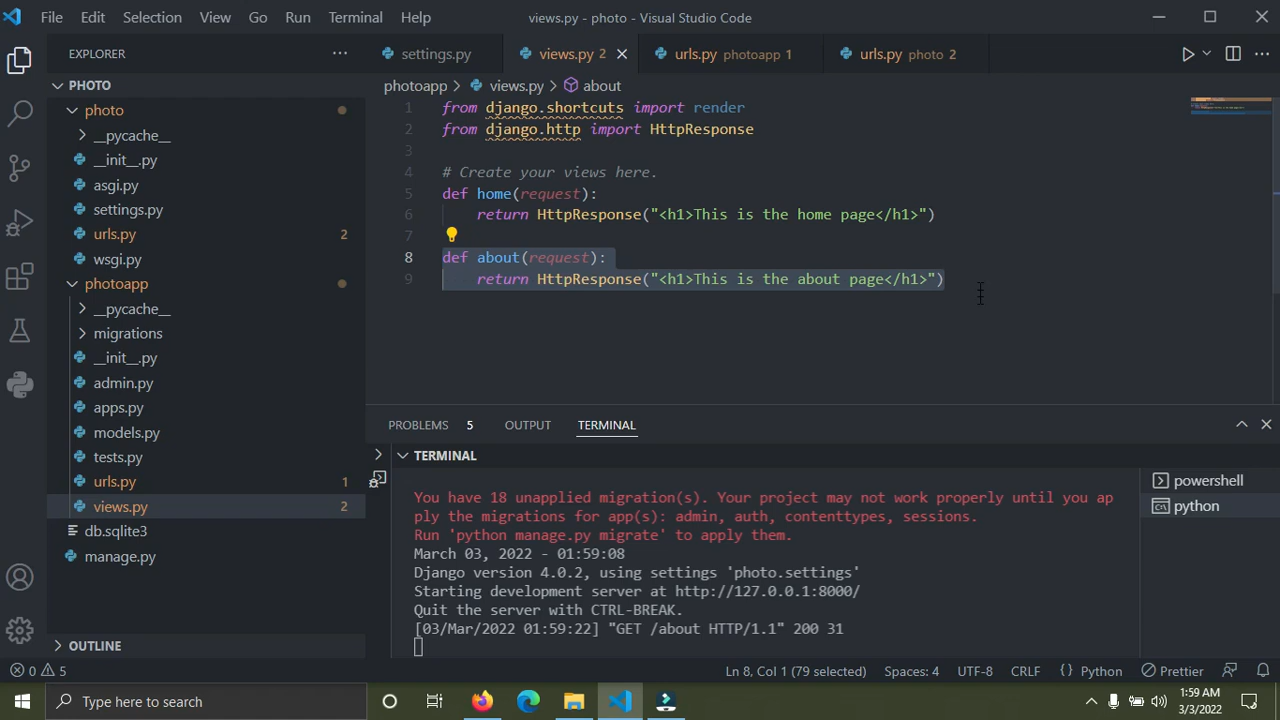 File Edit Selection View Go Run Terminal Help
views.py - photo - Visual Studio Code
EXPLORER
settings.py
views.py 2
urls.py photoapp 1
urls.py photo 2
PHOTO
photo
__pycache__
__init__.py
asgi.py
settings.py
urls.py 2
wsgi.py
photoapp
__pycache__
migrations
__init__.py
admin.py
apps.py
models.py
tests.py
urls.py 1
views.py 2
db.sqlite3
manage.py
OUTLINE
photoapp > views.py > about
1 from django.shortcuts import render
2 from django.http import HttpResponse
3
4 # Create your views here.
5 def home(request):
6 return HttpResponse("<h1>This is the home page</h1>")
7
8 def about(request):
9 return HttpResponse("<h1>This is the about page</h1>")
PROBLEMS 5 OUTPUT TERMINAL
TERMINAL
You have 18 unapplied migration(s). Your project may not work properly until you ap
ply the migrations for app(s): admin, auth, contenttypes, sessions.
Run 'python manage.py migrate' to apply them.
March 03, 2022 - 01:59:08
Django version 4.0.2, using settings 'photo.settings'
Starting development server at http://127.0.0.1:8000/
Quit the server with CTRL-BREAK.
[03/Mar/2022 01:59:22] "GET /about HTTP/1.1" 200 31
powershell
python
0 5
Ln 8, Col 1 (79 selected) Spaces: 4 UTF-8 CRLF { } Python Prettier
Type here to search
1:59 AM
3/3/2022